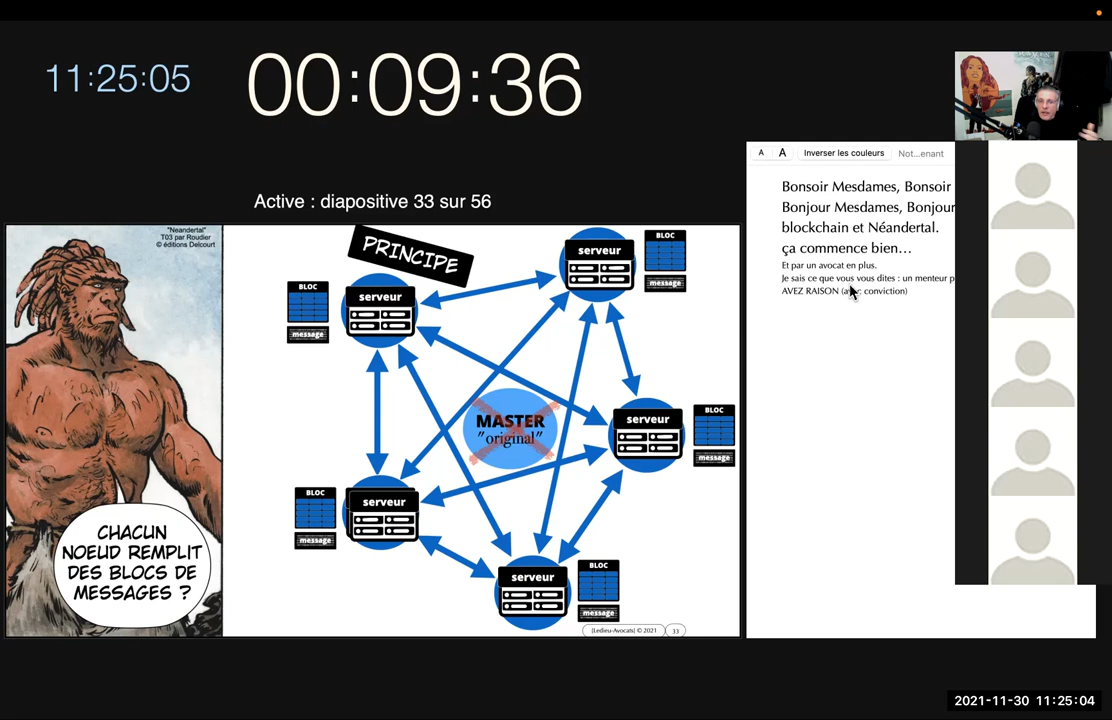 11:25:05
00:09:36
Active : diapositive 33 sur 56
"Neandertal"
T03 par Roudier
© éditions Delcourt
CHACUN
NOEUD REMPLIT
DES BLOCS DE
MESSAGES ?
PRINCIPE
serveur
BLOC
message
serveur
BLOC
message
MASTER
"original"
serveur
BLOC
message
serveur
BLOC
message
serveur
BLOC
message
[Ledieu-Avocats] © 2021
33
A A Inverser les couleurs Not...enant
Bonsoir Mesdames, Bonsoir
Bonjour Mesdames, Bonjour
blockchain et Néandertal.
ça commence bien…
Et par un avocat en plus.
Je sais ce que vous vous dites : un menteur p
AVEZ RAISON conviction)
2021-11-30 11:25:04